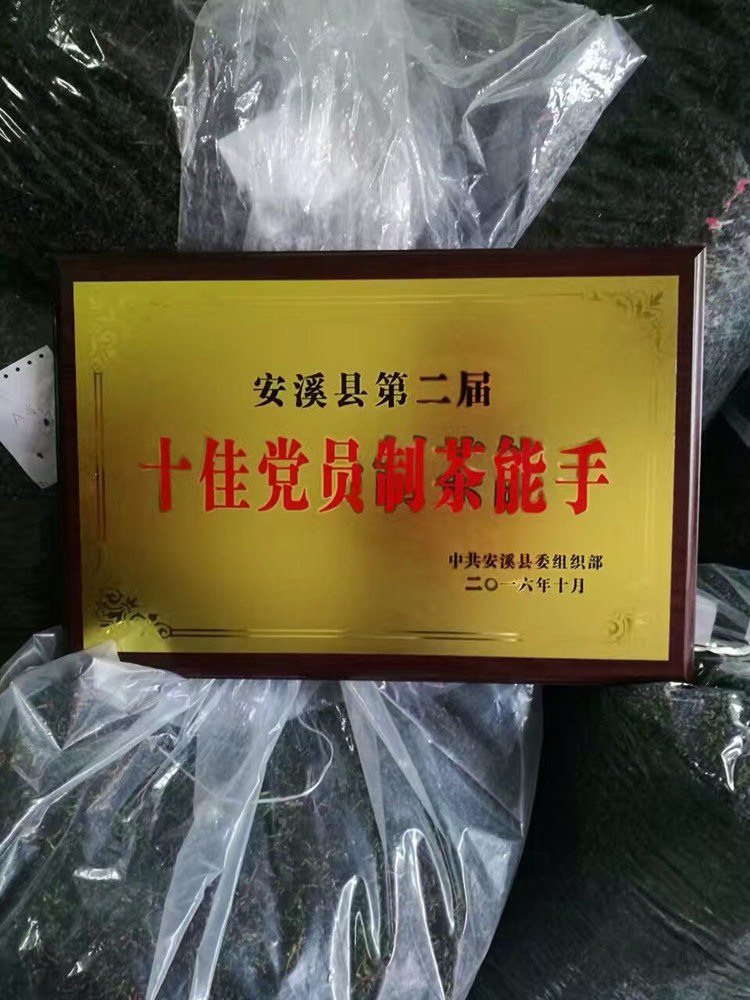 安溪县第二届
十佳党员制茶能手
中共安溪县委组织部
二〇一六年十月